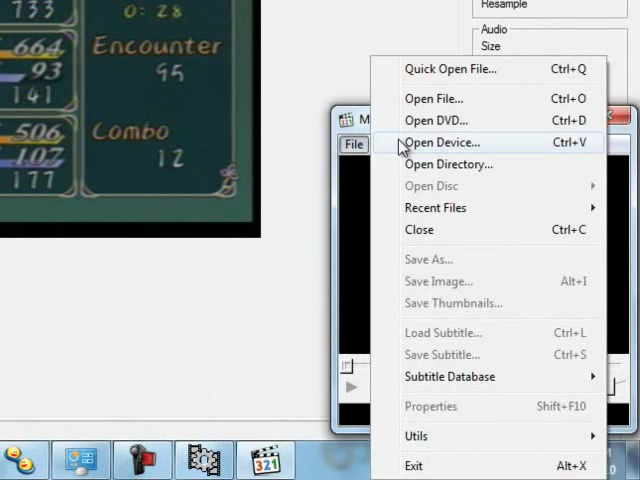 733
0:28
664
93
141
Encounter
95
506
107
177
Combo
12
Resample
Audio
Size
M
File
Quick Open File... Ctrl+Q
Open File... Ctrl+O
Open DVD... Ctrl+D
Open Device... Ctrl+V
Open Directory...
Open Disc
Recent Files
Close Ctrl+C
Save As...
Save Image... Alt+I
Save Thumbnails...
Load Subtitle... Ctrl+L
Save Subtitle... Ctrl+S
Subtitle Database
Properties Shift+F10
Utils
Exit Alt+X
321
321
M
0